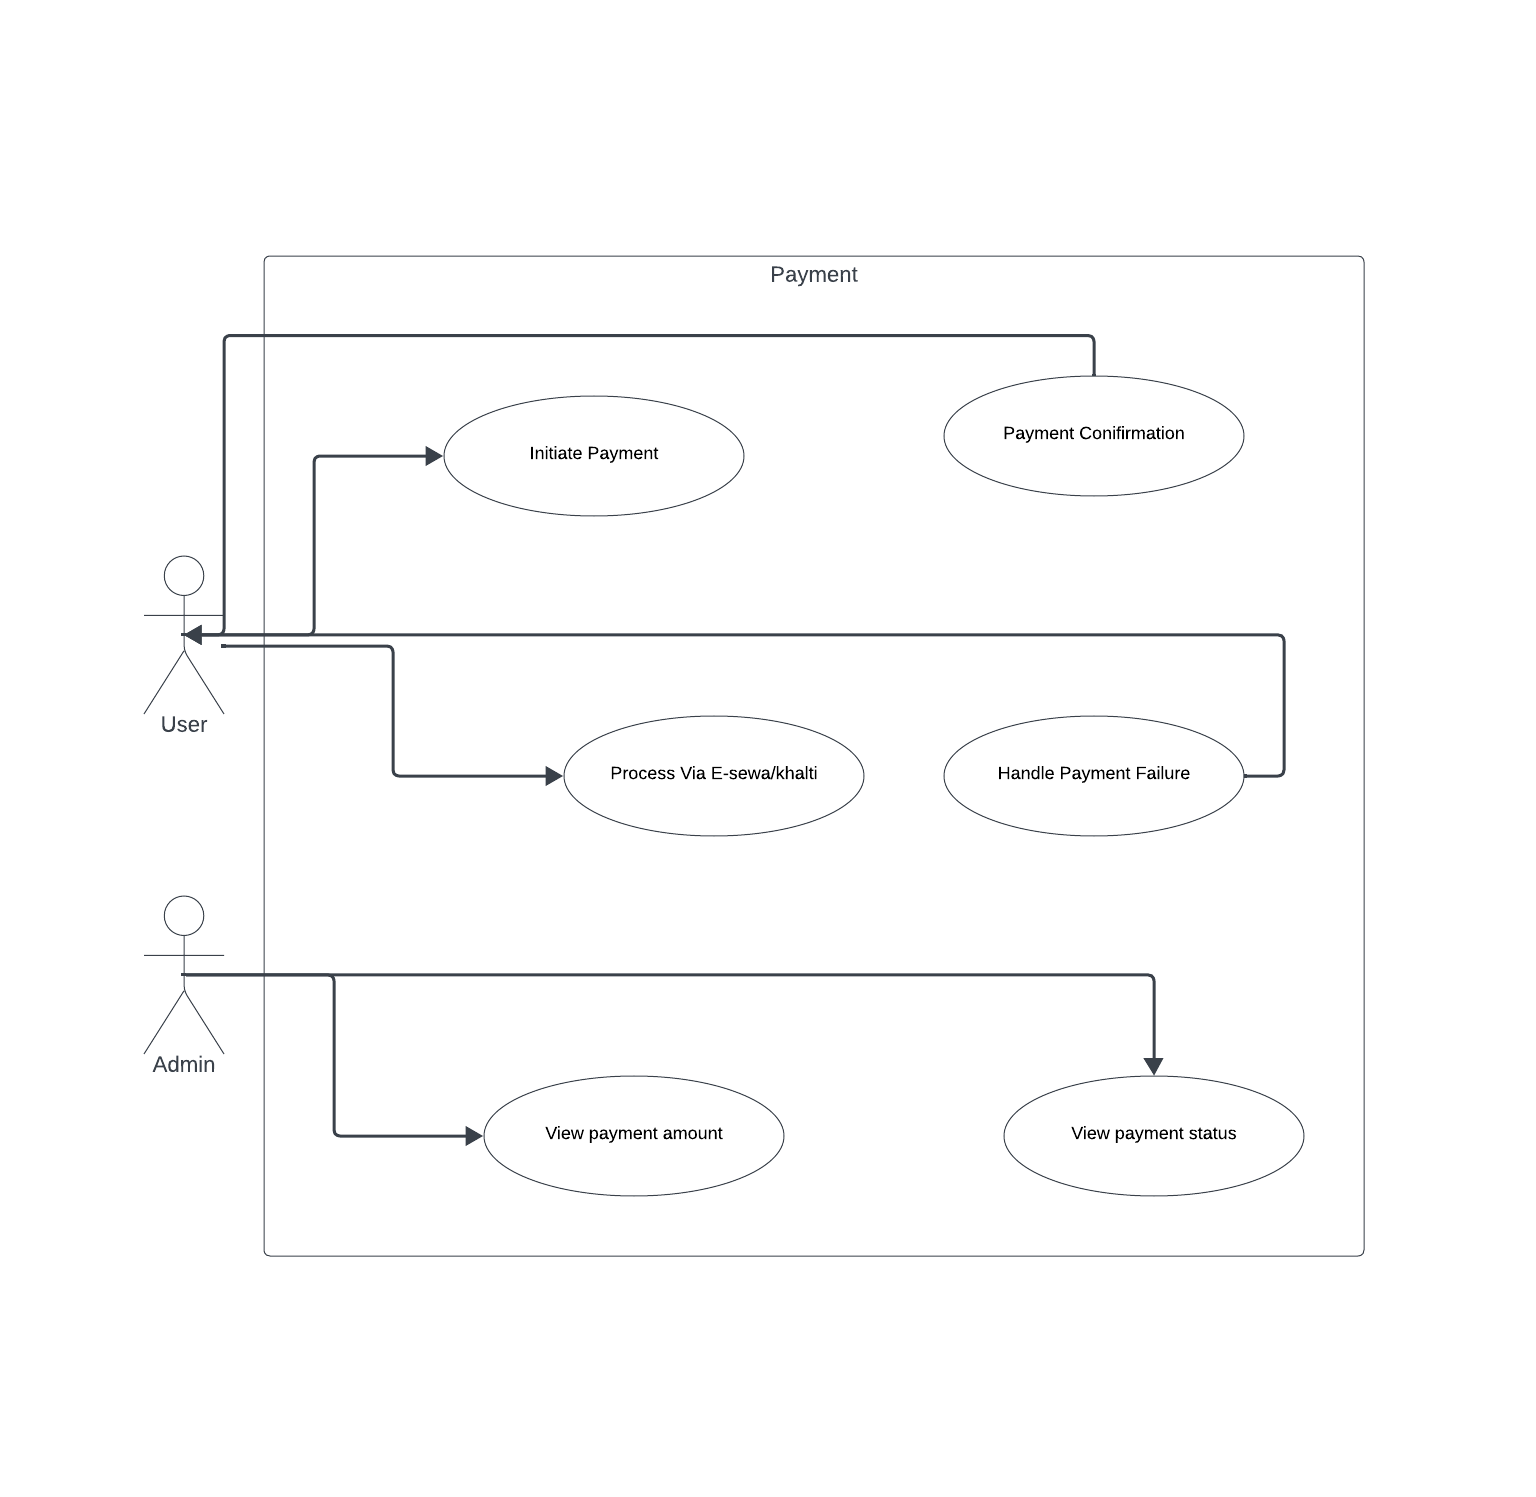 Payment
Payment Conifirmation
Initiate Payment
User
Process Via E-sewa/khalti
Handle Payment Failure
Admin
View payment amount
View payment status